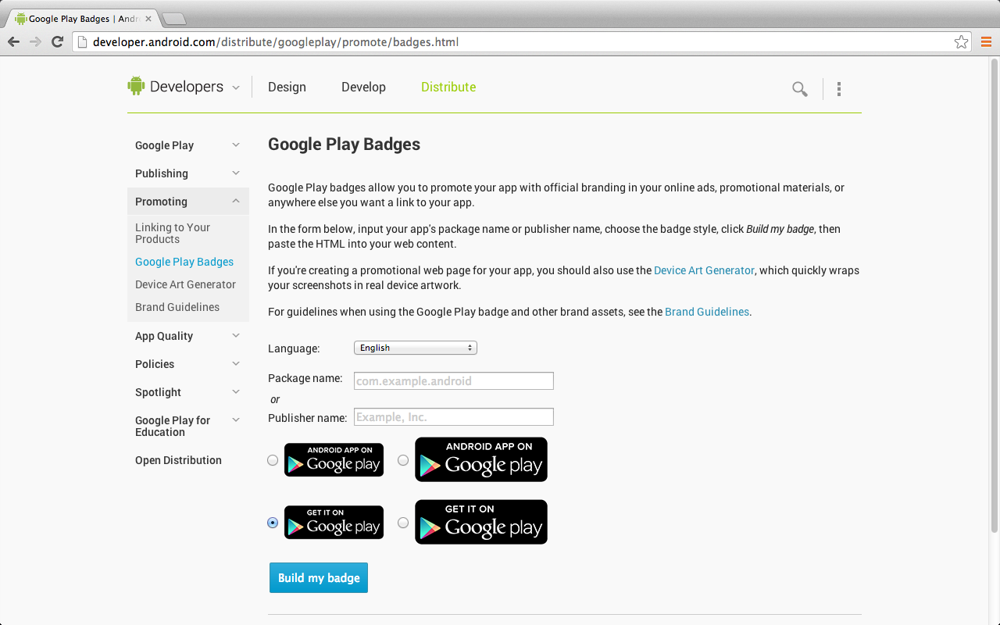 Google Play Badges | Andr
developer.android.com/distribute/googleplay/promote/badges.html
Developers
Design
Develop
Distribute
Google Play
Publishing
Promoting
Linking to Your
Products
Google Play Badges
Device Art Generator
Brand Guidelines
App Quality
Policies
Spotlight
Google Play for
Education
Open Distribution
Google Play Badges
Google Play badges allow you to promote your app with official branding in your online ads, promotional materials, or
anywhere else you want a link to your app.
In the form below, input your app's package name or publisher name, choose the badge style, click Build my badge, then
paste the HTML into your web content.
If you're creating a promotional web page for your app, you should also use the Device Art Generator, which quickly wraps
your screenshots in real device artwork.
For guidelines when using the Google Play badge and other brand assets, see the Brand Guidelines.
Language: English
Package name: com.example.android
or
Publisher name: Example, Inc.
ANDROID APP ON
Google play
ANDROID APP ON
Google play
GET IT ON
Google play
GET IT ON
Google play
Build my badge